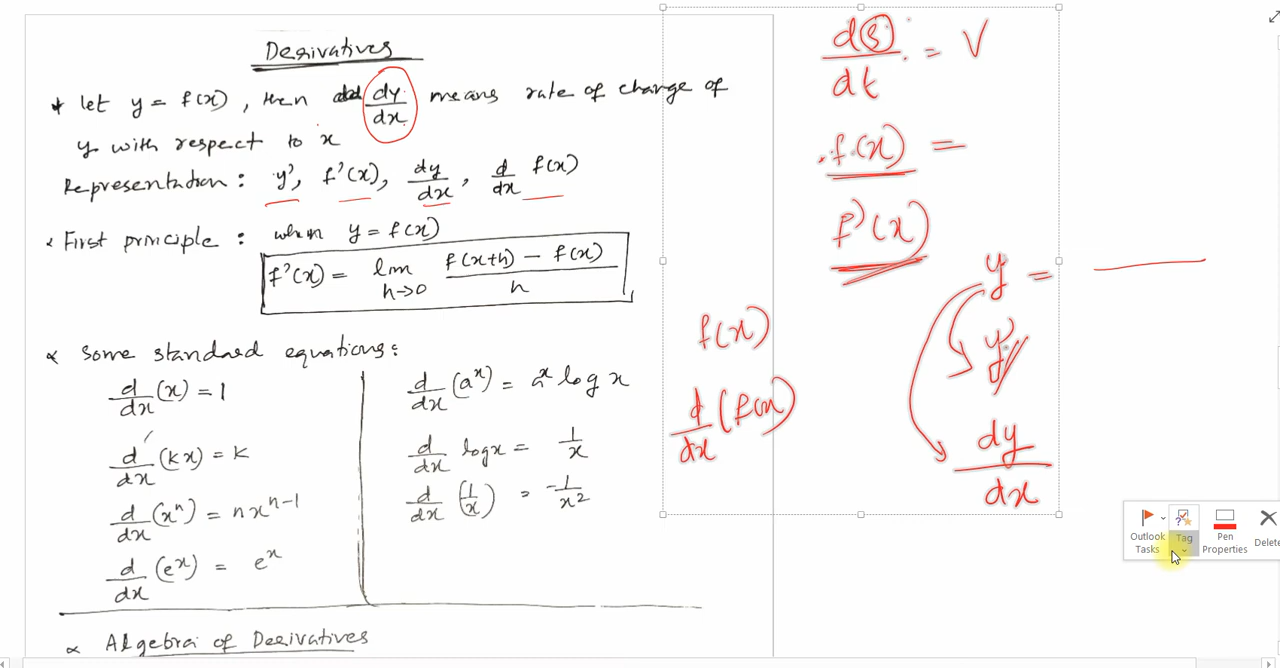 Derivatives
* let y = f(x), then dy/dx means rate of change of
y with respect to x
Representation: y', f'(x), dy/dx, d/dx f(x)
* First principle: when y = f(x)
f'(x) = lim h→0 f(x+h) - f(x) / h
* Some standard equations:
d/dx (x) = 1
d/dx (kx) = k
d/dx (x^n) = nx^(n-1)
d/dx (e^x) = e^x
d/dx (a^x) = a^x log x
d/dx log x = 1/x
d/dx (1/x) = -1/x^2
* Algebra of Derivatives
d(s)/dt = V
f(x) =
f'(x)
y =
y'
dy/dx
f(x)
d/dx (f(x))
Outlook Tasks
Tag
Pen Properties
Delete